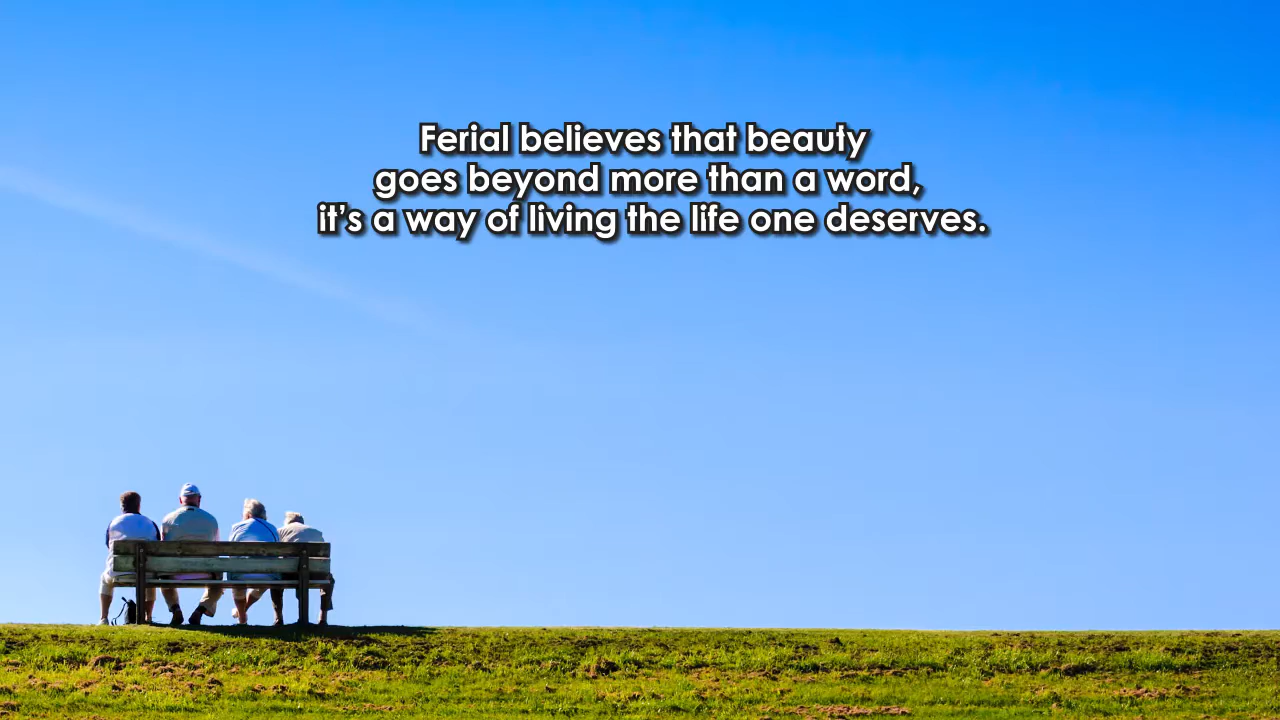 Ferial believes that beauty
goes beyond more than a word,
it’s a way of living the life one deserves.